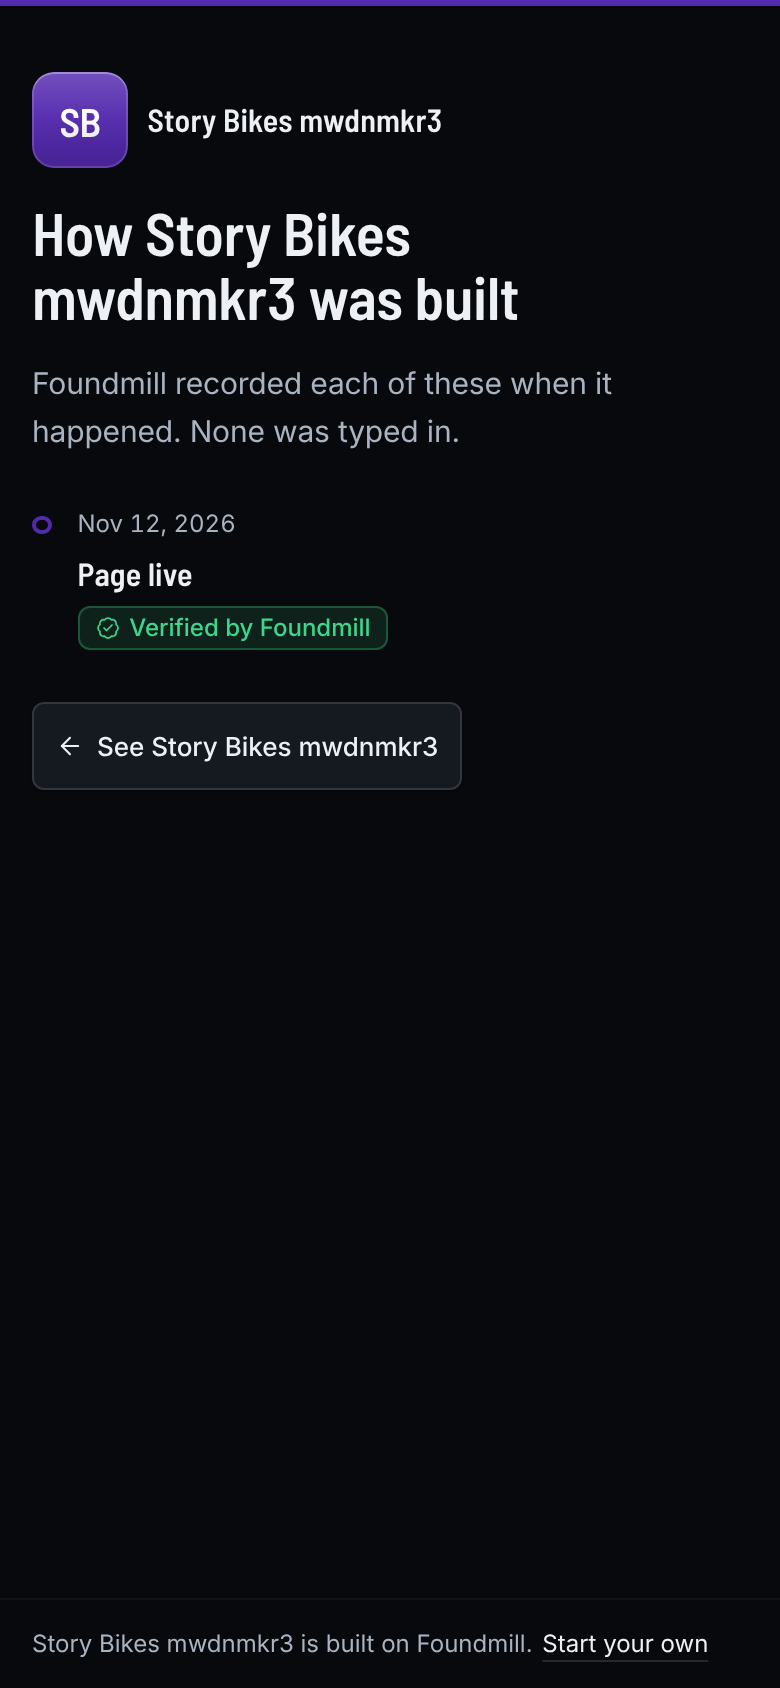 SB
Story Bikes mwdnmkr3
How Story Bikes
mwdnmkr3 was built
Foundmill recorded each of these when it
happened. None was typed in.
Nov 12, 2026
Page live
Verified by Foundmill
← See Story Bikes mwdnmkr3
Story Bikes mwdnmkr3 is built on Foundmill. Start your own